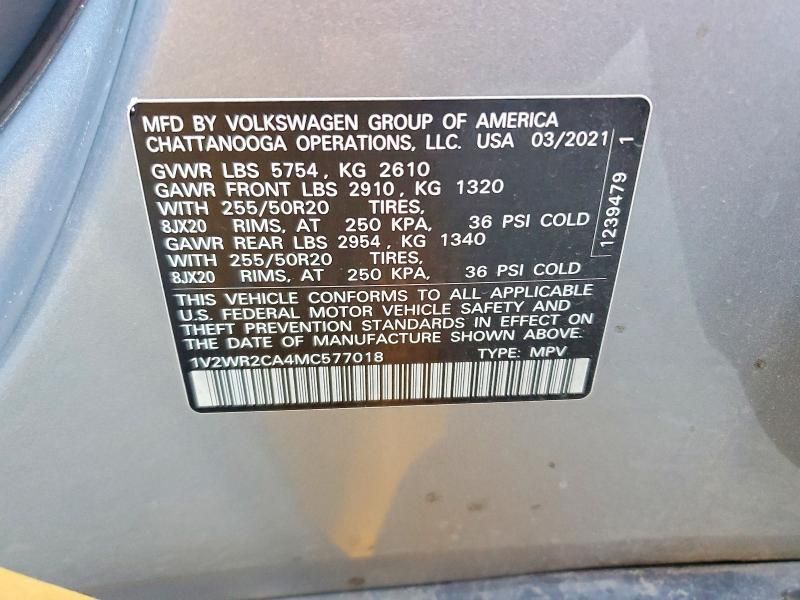 MFD BY VOLKSWAGEN GROUP OF AMERICA
CHATTANOOGA OPERATIONS, LLC. USA 03/2021
GVWR LBS 5754, KG 2610
GAWR FRONT LBS 2910, KG 1320
WITH 255/50R20 TIRES,
8JX20 RIMS, AT 250 KPA, 36 PSI COLD
GAWR REAR LBS 2954, KG 1340
WITH 255/50R20 TIRES,
8JX20 RIMS, AT 250 KPA, 36 PSI COLD
THIS VEHICLE CONFORMS TO ALL APPLICABLE
U.S. FEDERAL MOTOR VEHICLE SAFETY AND
THEFT PREVENTION STANDARDS IN EFFECT ON
THE DATE OF MANUFACTURE SHOWN ABOVE:
1V2WR2CA4MC577018 TYPE: MPV
1239479 1